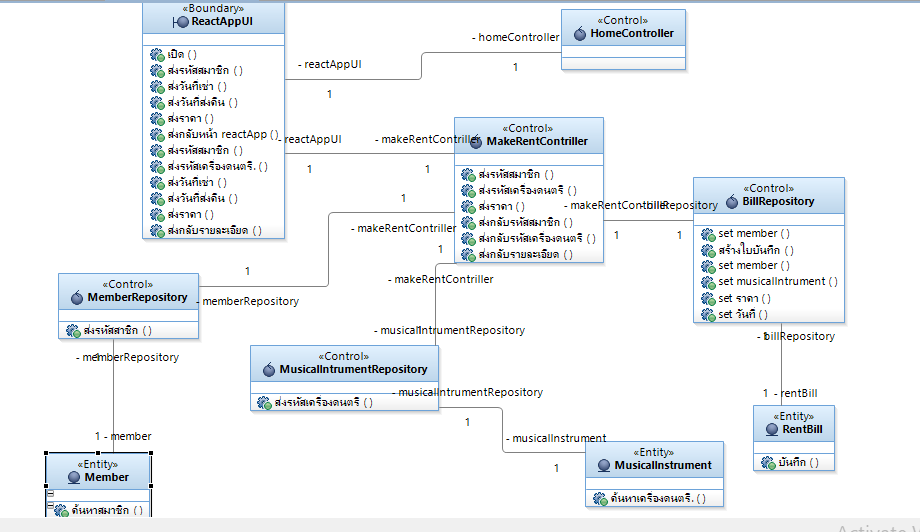 «Boundary»
ReactAppUI
เปิด ( )
ส่งรหัสสมาชิก ( )
ส่งวันที่เช่า ( )
ส่งวันที่ส่งคืน ( )
ส่งราคา ( )
ส่งกลับหน้า reactApp ( )
ส่งรหัสสมาชิก ( )
ส่งรหัสเครื่องดนตรี. ( )
ส่งวันที่เช่า ( )
ส่งวันที่ส่งคืน ( )
ส่งราคา ( )
ส่งกลับรายละเอียด ( )
- reactAppUI
1
- homeController
1
«Control»
HomeController
- reactAppUI
1
- makeRentContriller
1
«Control»
MakeRentContriller
ส่งรหัสสมาชิก ( )
ส่งรหัสเครื่องดนตรี ( )
ส่งราคา ( )
ส่งกลับรหัสสมาชิก ( )
ส่งกลับรหัสเครื่องดนตรี ( )
ส่งกลับรายละเอียด ( )
1
- makeRentContriller
1
- makeRentContriller
- makeRentContriller
1
- billRepository
1
«Control»
BillRepository
set member ( )
สร้างใบบันทึก ( )
set member ( )
set musicalIntrument ( )
set ราคา ( )
set วันที่ ( )
1
- memberRepository
«Control»
MemberRepository
ส่งรหัสาชิก ( )
- memberRepository
1
1 - member
«Entity»
Member
ค้นหาสมาชิก ( )
- musicalIntrumentRepository
«Control»
MusicalIntrumentRepository
ส่งรหัสเครื่องดนตรี ( )
- musicalIntrumentRepository
1
- musicalInstrument
1
«Entity»
MusicalInstrument
ค้นหาเครื่องดนตรี. ( )
- billRepository
1
1 - rentBill
«Entity»
RentBill
บันทึก ( )